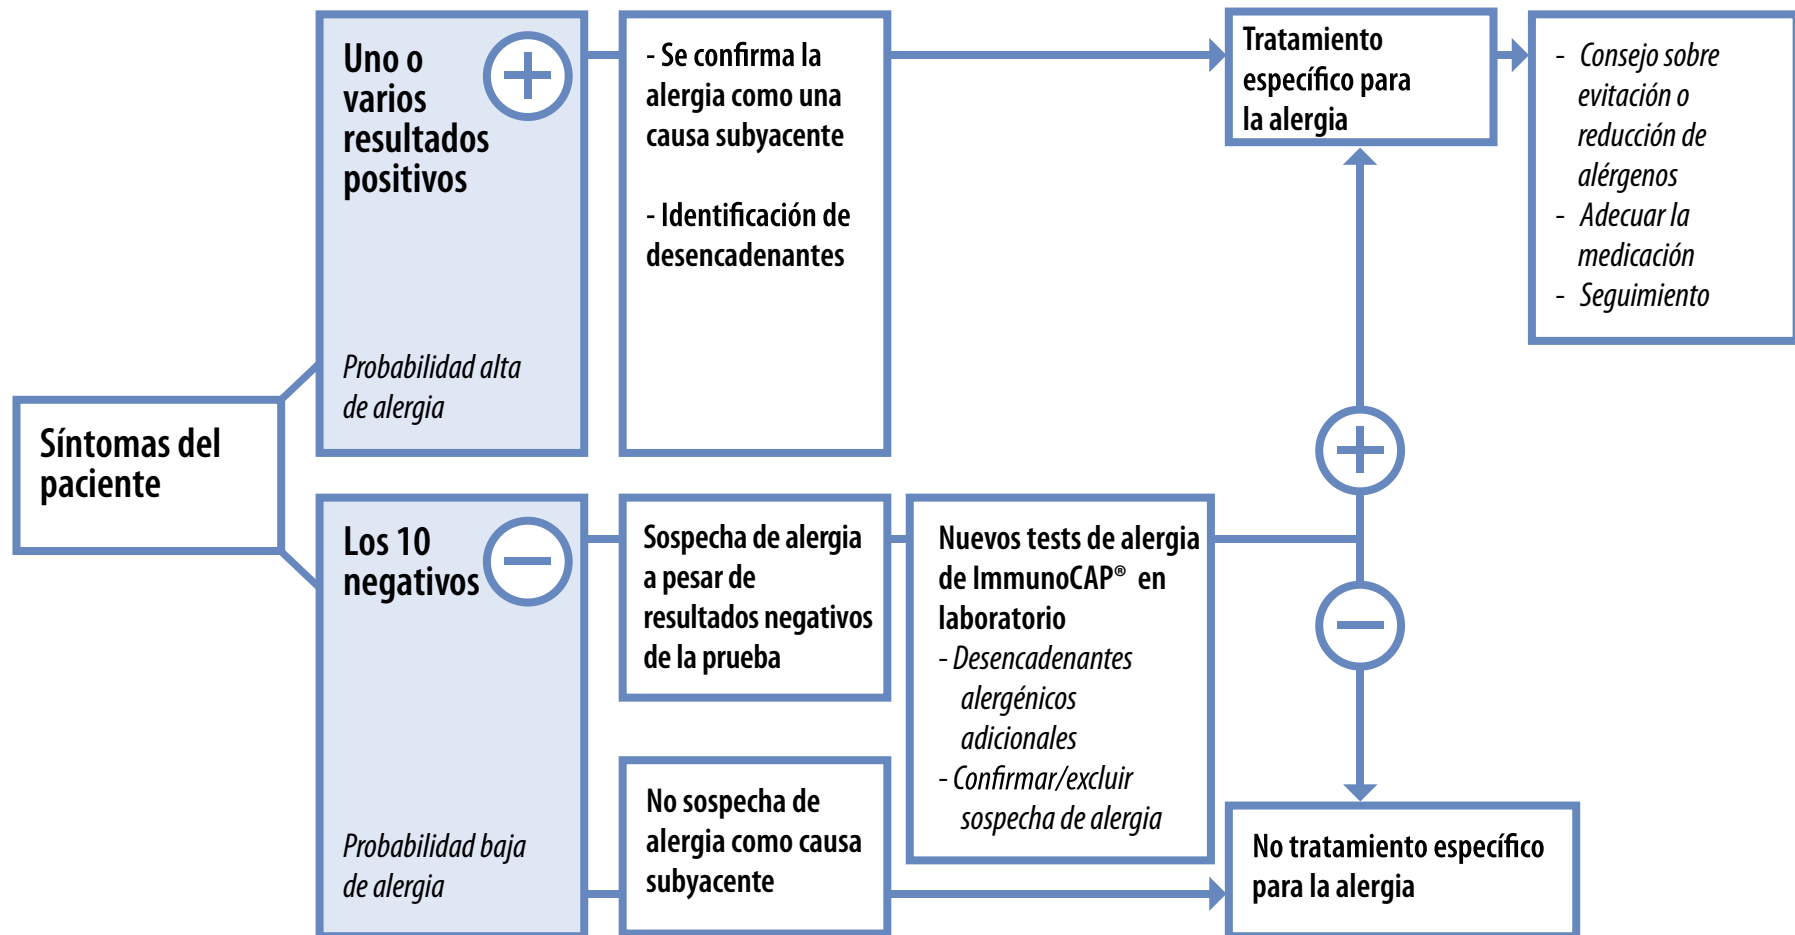 Síntomas del
paciente
Uno o
varios
resultados
positivos
Probabilidad alta
de alergia
- Se confirma la
alergia como una
causa subyacente
- Identificación de
desencadenantes
Tratamiento
específico para
la alergia
- Consejo sobre
evitación o
reducción de
alérgenos
- Adecuar la
medicación
- Seguimiento
Los 10
negativos
Probabilidad baja
de alergia
Sospecha de alergia
a pesar de
resultados negativos
de la prueba
Nuevos tests de alergia
de ImmunoCAP® en
laboratorio
- Desencadenantes
alergénicos
adicionales
- Confirmar/excluir
sospecha de alergia
No sospecha de
alergia como causa
subyacente
No tratamiento específico
para la alergia